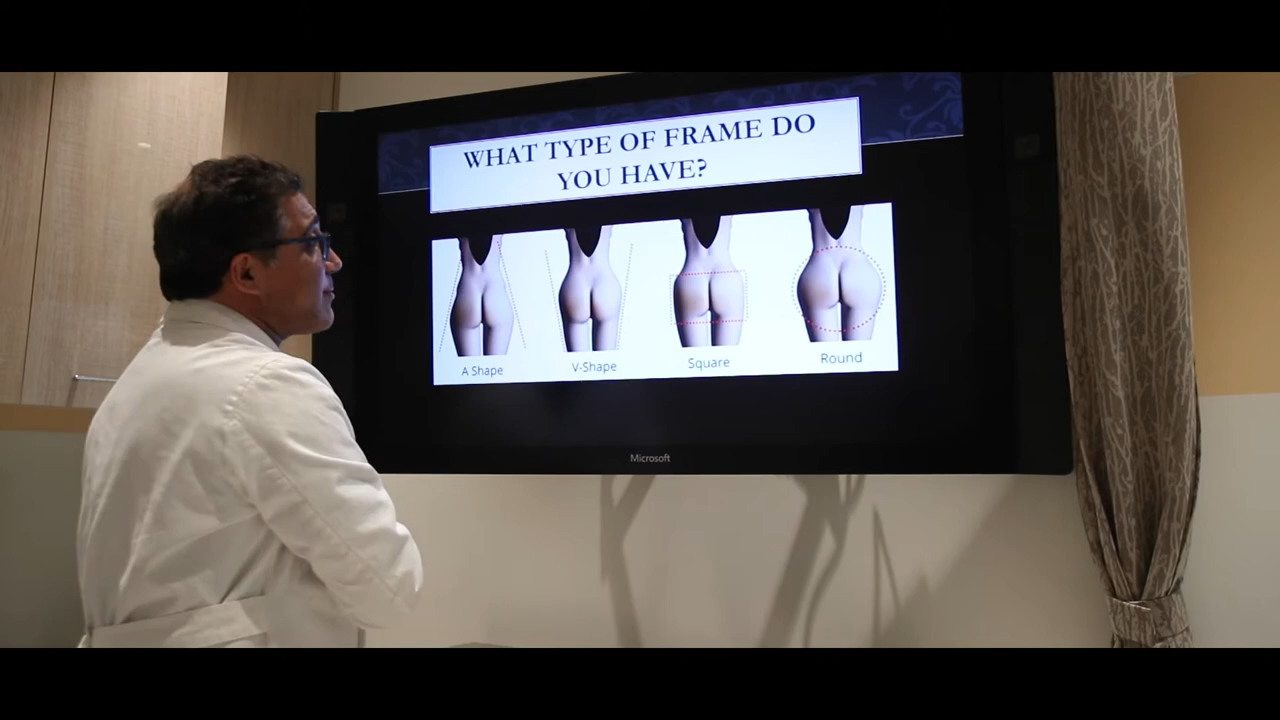 WHAT TYPE OF FRAME DO
YOU HAVE?
A Shape
V-Shape
Square
Round
Microsoft